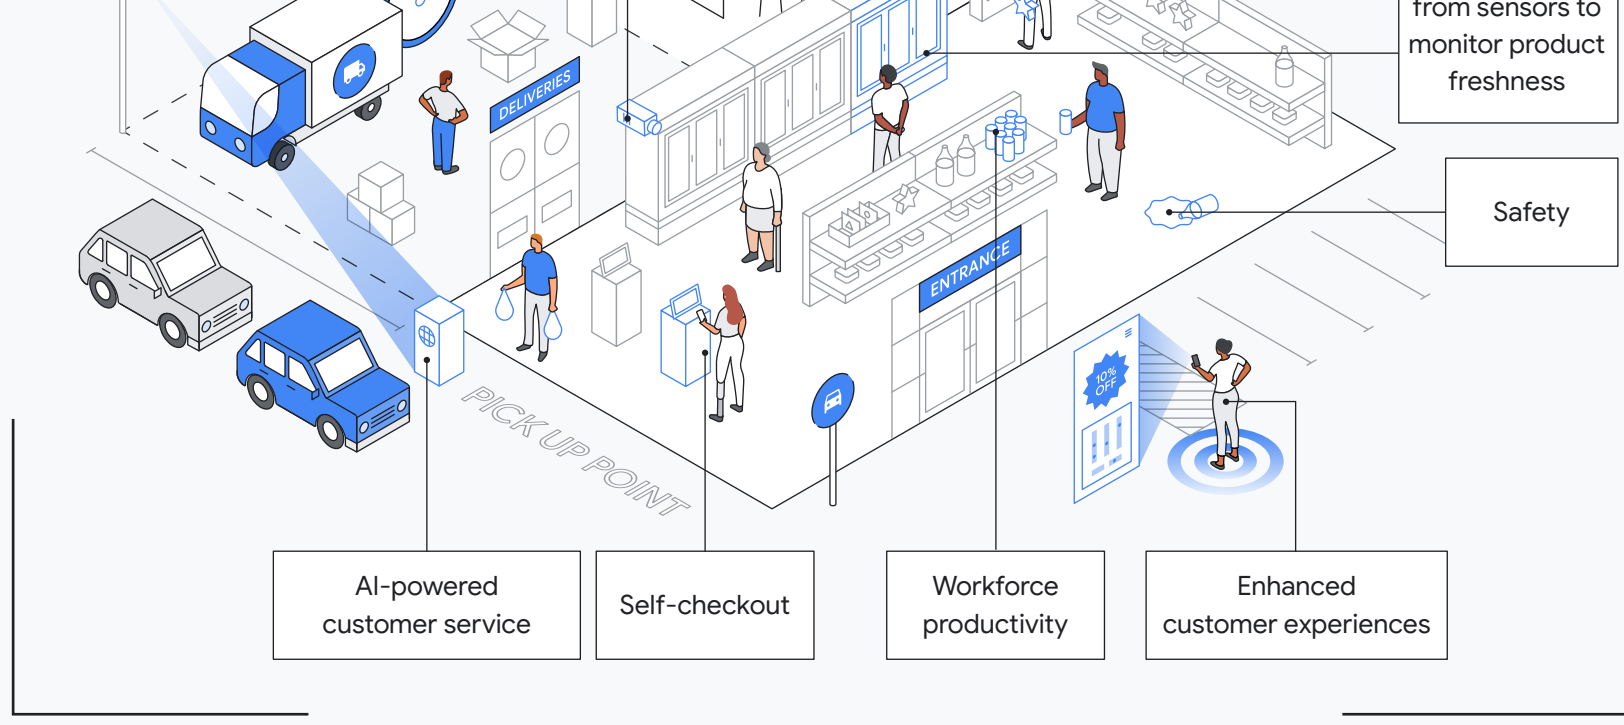 from sensors to
monitor product
freshness
DELIVERIES
Safety
ENTRANCE
10%
OFF
PICK UP POINT
AI-powered
customer service
Self-checkout
Workforce
productivity
Enhanced
customer experiences